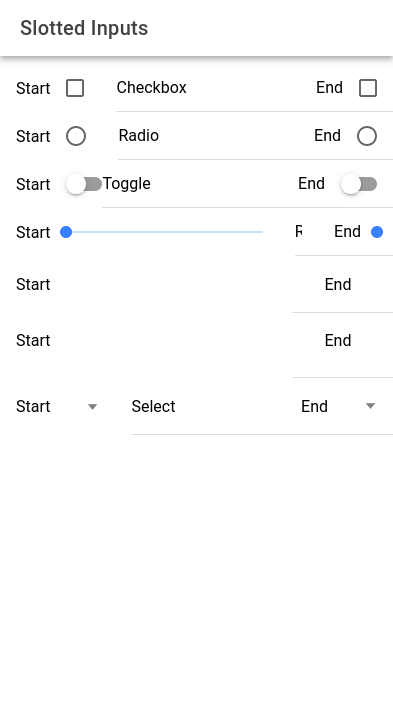 Slotted Inputs
Start Checkbox End
Start Radio End
Start Toggle End
Start R End
Start End
Start End
Start Select End